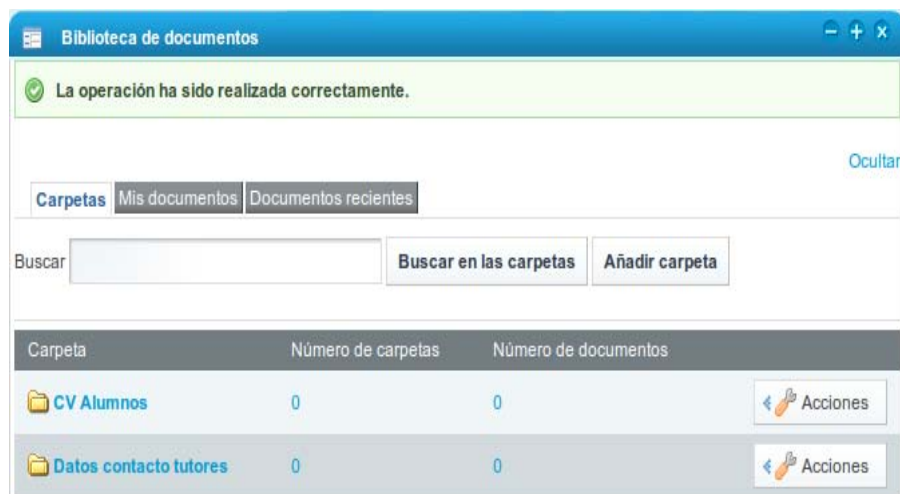 Biblioteca de documentos
La operación ha sido realizada correctamente.
Ocultar
Carpetas Mis documentos Documentos recientes
Buscar Buscar en las carpetas Añadir carpeta
Carpeta Número de carpetas Número de documentos
CV Alumnos 0 0 Acciones
Datos contacto tutores 0 0 Acciones